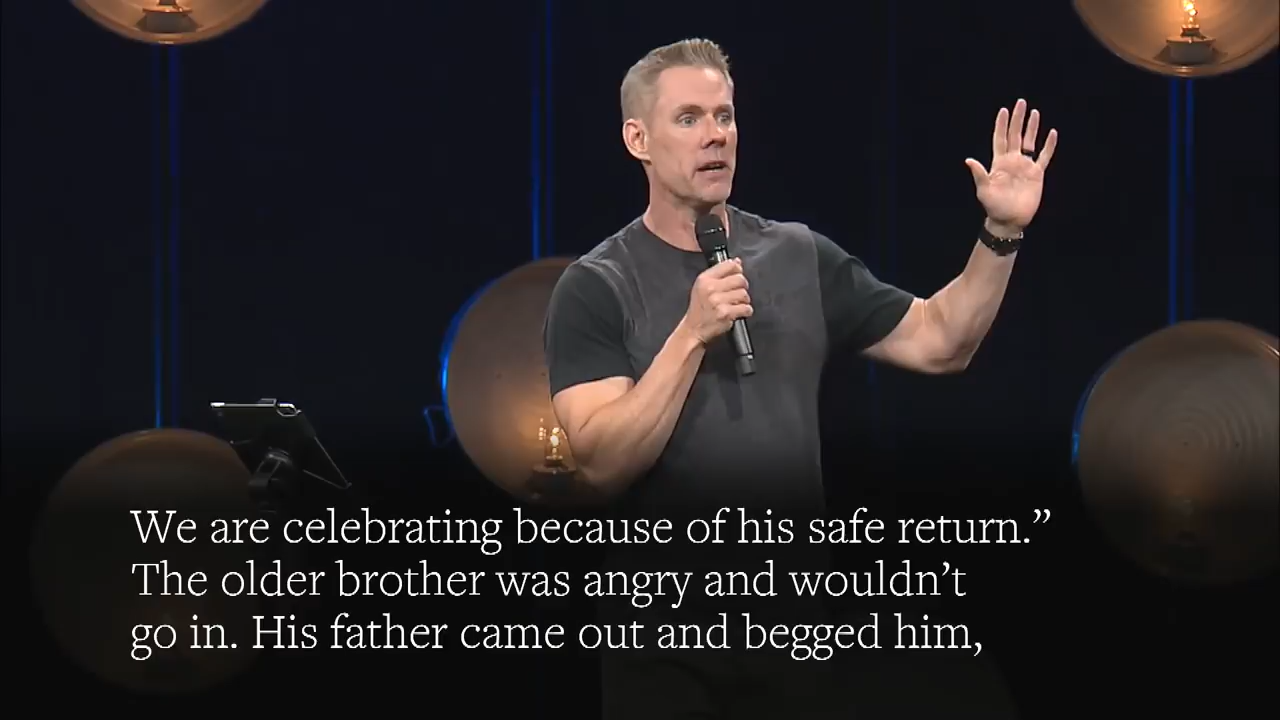 We are celebrating because of his safe return.”
The older brother was angry and wouldn’t
go in. His father came out and begged him,